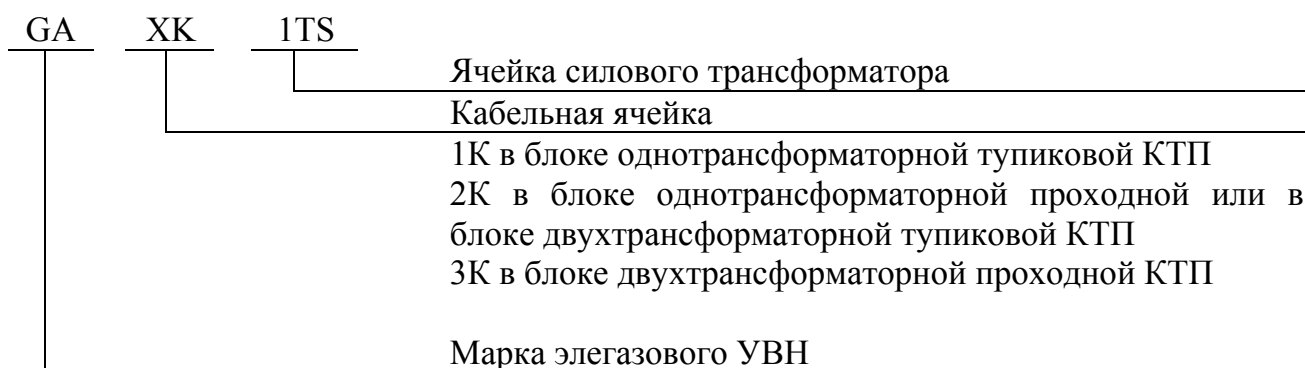 GA XK 1TS
Ячейка силового трансформатора
Кабельная ячейка
1К в блоке однотрансформаторной тупиковой КТП
2К в блоке однотрансформаторной проходной или в
блоке двухтрансформаторной тупиковой КТП
3К в блоке двухтрансформаторной проходной КТП
Марка элегазового УВН